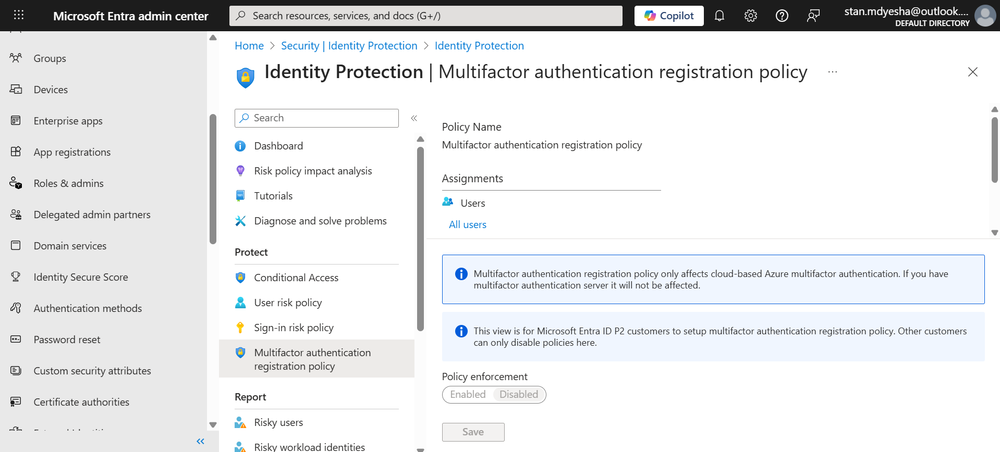 Microsoft Entra admin center
Search resources, services, and docs (G+/)
Copilot
stan.mdyesha@outlook....
DEFAULT DIRECTORY
Groups
Devices
Enterprise apps
App registrations
Roles & admins
Delegated admin partners
Domain services
Identity Secure Score
Authentication methods
Password reset
Custom security attributes
Certificate authorities
Home > Security | Identity Protection > Identity Protection
Identity Protection | Multifactor authentication registration policy
Search
Dashboard
Risk policy impact analysis
Tutorials
Diagnose and solve problems
Protect
Conditional Access
User risk policy
Sign-in risk policy
Multifactor authentication
registration policy
Report
Risky users
Risky workload identities
Policy Name
Multifactor authentication registration policy
Assignments
Users
All users
Multifactor authentication registration policy only affects cloud-based Azure multifactor authentication. If you have
multifactor authentication server it will not be affected.
This view is for Microsoft Entra ID P2 customers to setup multifactor authentication registration policy. Other customers
can only disable policies here.
Policy enforcement
Enabled Disabled
Save